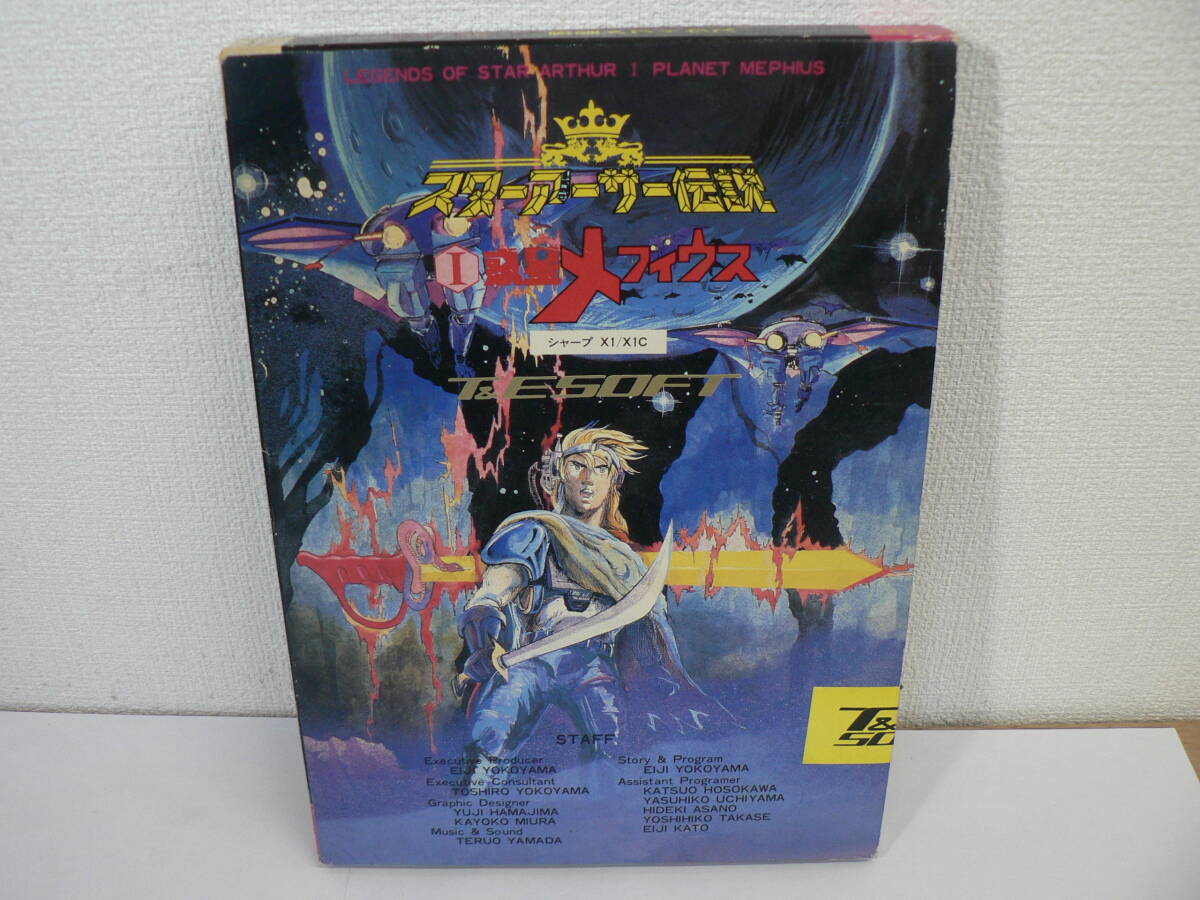 LEGENDS OF STAR ARTHUR I PLANET MEPHIUS
スターアーサー伝説
I 惑星メフィウス
シャープ X1/X1C
T&ESOFT
STAFF
Executive Producer
EIJI YOKOYAMA
Executive Consultant
TOSHIRO YOKOYAMA
Graphic Designer
YUJI HAMAJIMA
KAYOKO MIURA
Music & Sound
TERUO YAMADA
Story & Program
EIJI YOKOYAMA
Assistant Programer
KATSUO HOSOKAWA
YASUHIKO UCHIYAMA
HIDEKI ASANO
YOSHIHIKO TAKASE
EIJI KATO
T&
SO